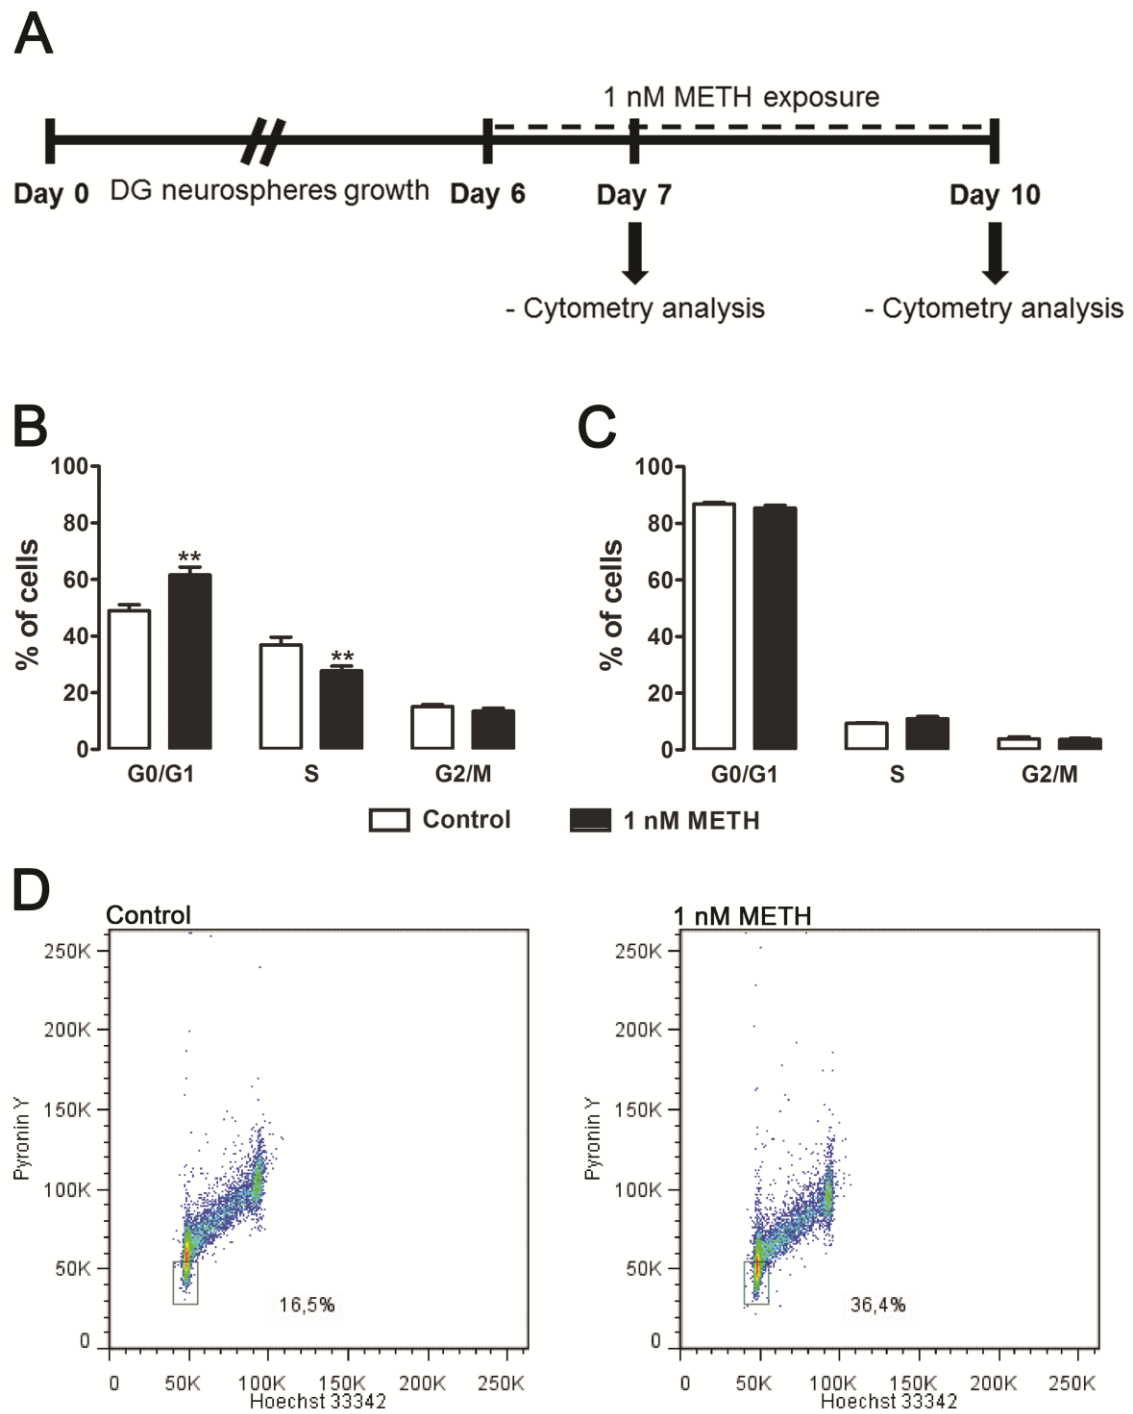 A
1 nM METH exposure
Day 0 DG neurospheres growth Day 6 Day 7 Day 10
- Cytometry analysis - Cytometry analysis
B
100
80
60
40
20
0
% of cells
**
**
G0/G1 S G2/M
C
100
80
60
40
20
0
% of cells
G0/G1 S G2/M
Control 1 nM METH
D
Control
250K
200K
150K
100K
50K
0
Pyronin Y
16,5%
0 50K 100K 150K 200K 250K
Hoechst 33342
1 nM METH
250K
200K
150K
100K
50K
0
Pyronin Y
36,4%
0 50K 100K 150K 200K 250K
Hoechst 33342